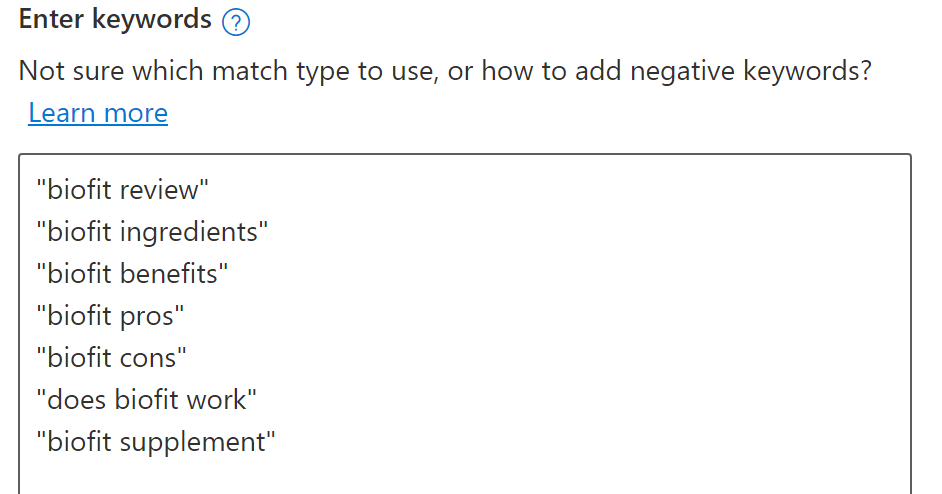 Enter keywords ?
Not sure which match type to use, or how to add negative keywords?
Learn more
"biofit review"
"biofit ingredients"
"biofit benefits"
"biofit pros"
"biofit cons"
"does biofit work"
"biofit supplement"